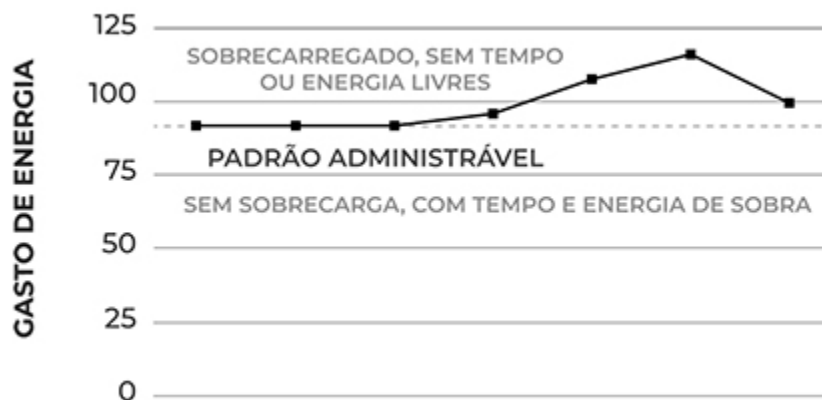 125
SOBRECARREGADO, SEM TEMPO
OU ENERGIA LIVRES
100
PADRÃO ADMINISTRÁVEL
75
SEM SOBRECARGA, COM TEMPO E ENERGIA DE SOBRA
50
25
0
GASTO DE ENERGIA